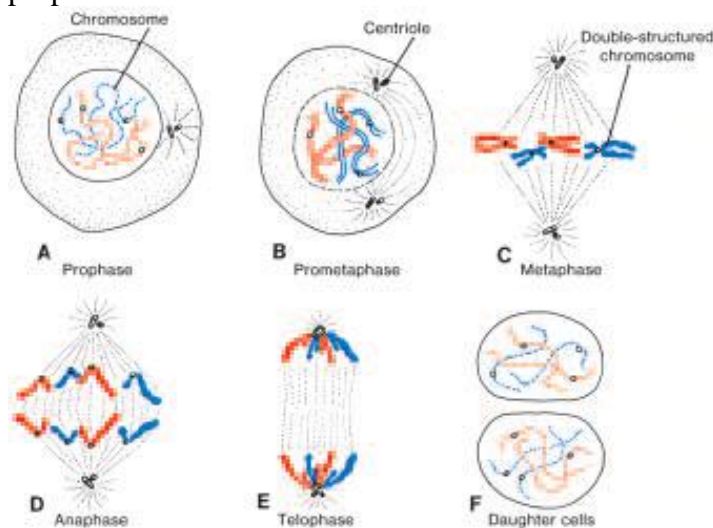 Chromosome
Centriole
Double-structured
chromosome
A
Prophase
B
Prometaphase
C
Metaphase
D
Anaphase
E
Telophase
F
Daughter cells